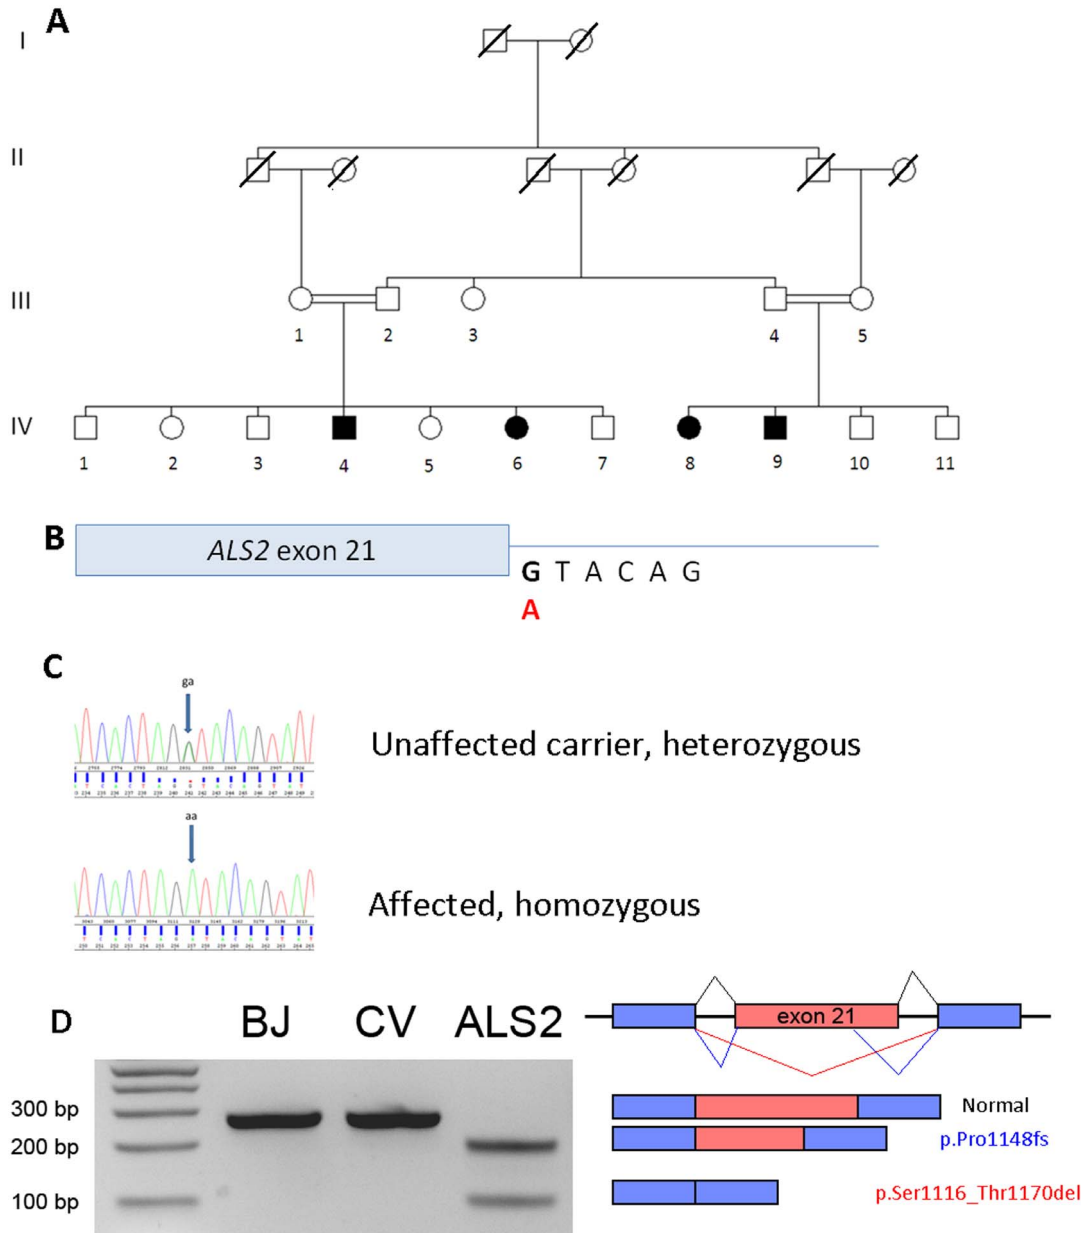 A
I
II
III
1 2 3 4 5
IV
1 2 3 4 5 6 7 8 9 10 11
B
ALS2 exon 21
G T A C A G
A
C
ga
Unaffected carrier, heterozygous
aa
Affected, homozygous
D
BJ CV ALS2
300 bp
200 bp
100 bp
exon 21
Normal
p.Pro1148fs
p.Ser1116_Thr1170del